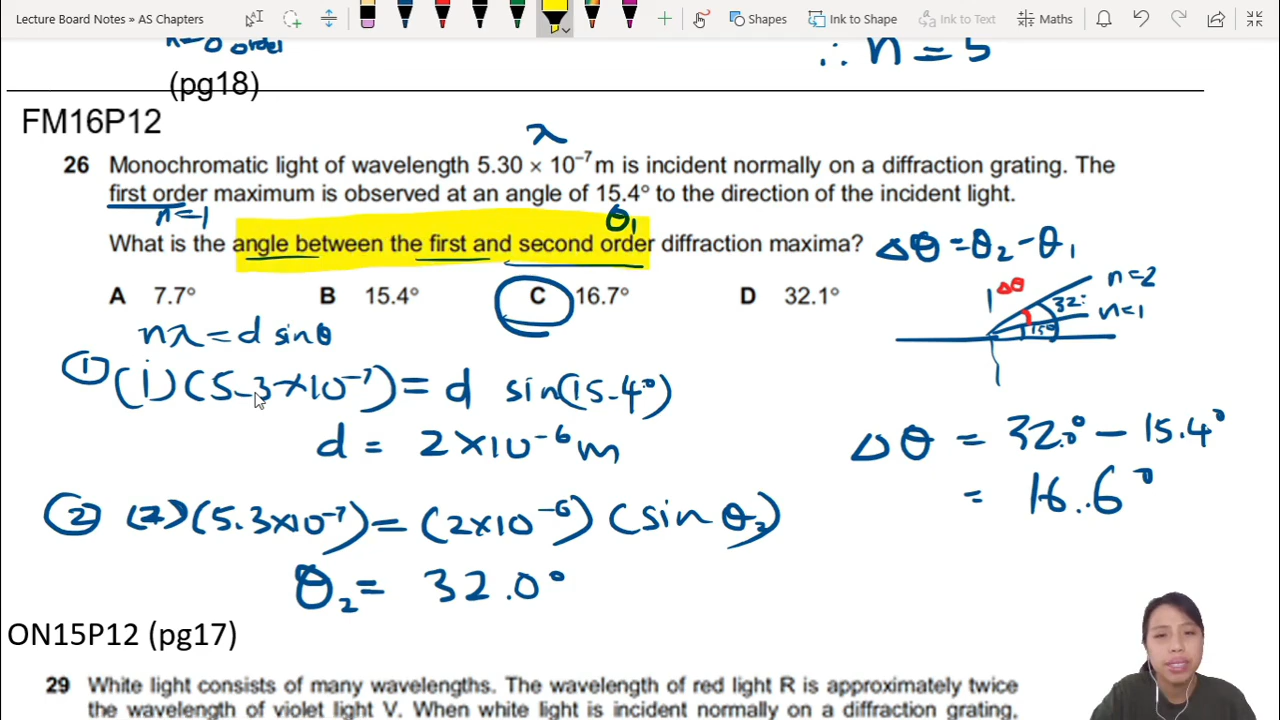 Lecture Board Notes » AS Chapters
Shapes
Ink to Shape
Ink to Text
Maths
n=0 order
∴ n = 5
(pg18)
FM16P12
λ
26 Monochromatic light of wavelength 5.30 × 10⁻⁷ m is incident normally on a diffraction grating. The
first order maximum is observed at an angle of 15.4° to the direction of the incident light.
n=1
θ₁
What is the angle between the first and second order diffraction maxima?
Δθ = θ₂ - θ₁
A 7.7° B 15.4° C 16.7° D 32.1°
Δθ
n=2
32°
n=1
15°
nλ = d sinθ
① (1)(5.3×10⁻⁷) = d sin(15.4°)
d = 2×10⁻⁶ m
Δθ = 32.0° - 15.4°
= 16.6°
② (2)(5.3×10⁻⁷) = (2×10⁻⁶) (sin θ₂)
θ₂ = 32.0°
ON15P12 (pg17)
29 White light consists of many wavelengths. The wavelength of red light R is approximately twice
the wavelength of violet light V. When white light is incident normally on a diffraction grating,